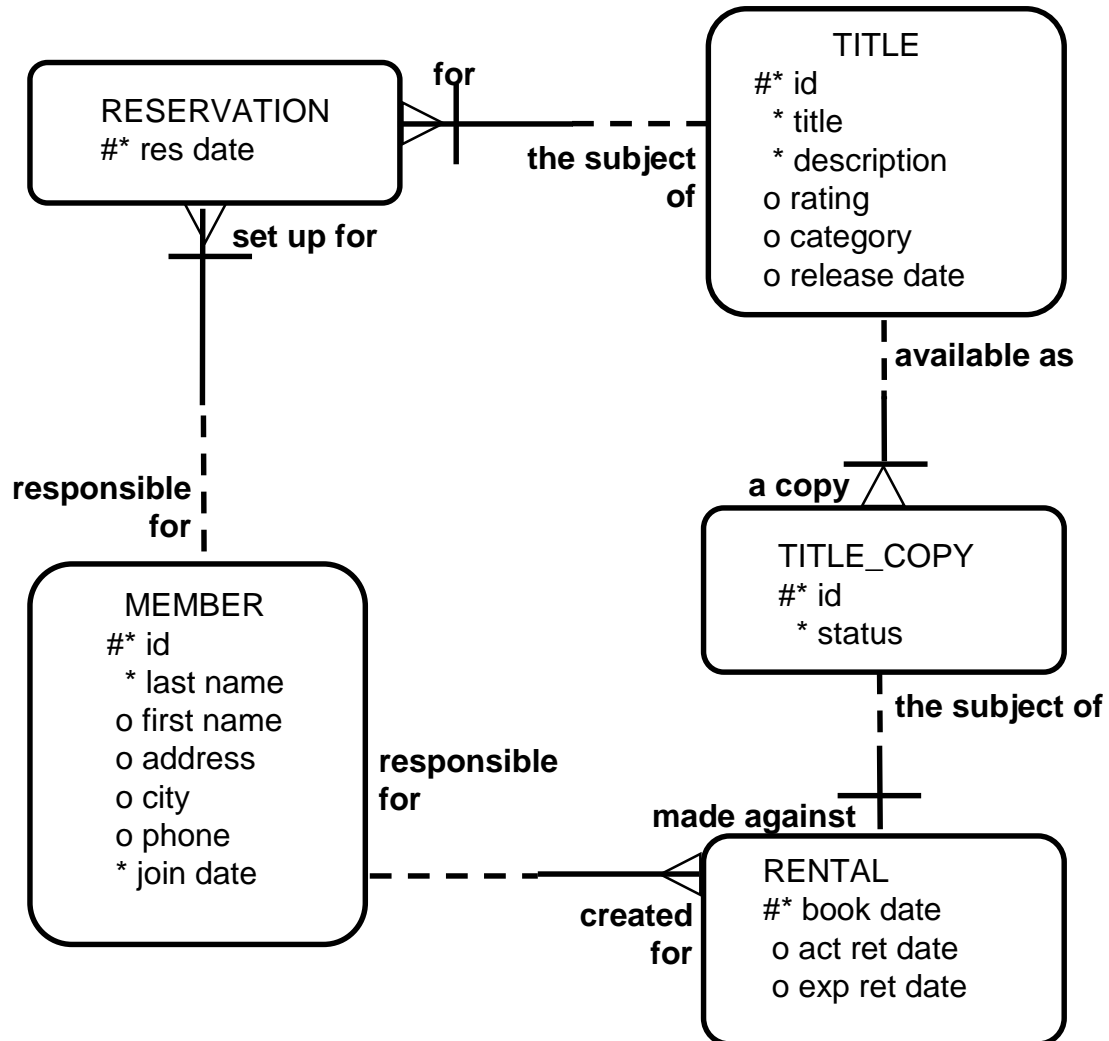 RESERVATION
#* res date
for
the subject
of
TITLE
#* id
* title
* description
o rating
o category
o release date
set up for
available as
responsible
for
a copy
TITLE_COPY
#* id
* status
MEMBER
#* id
* last name
o first name
o address
o city
o phone
* join date
responsible
for
the subject of
made against
created
for
RENTAL
#* book date
o act ret date
o exp ret date